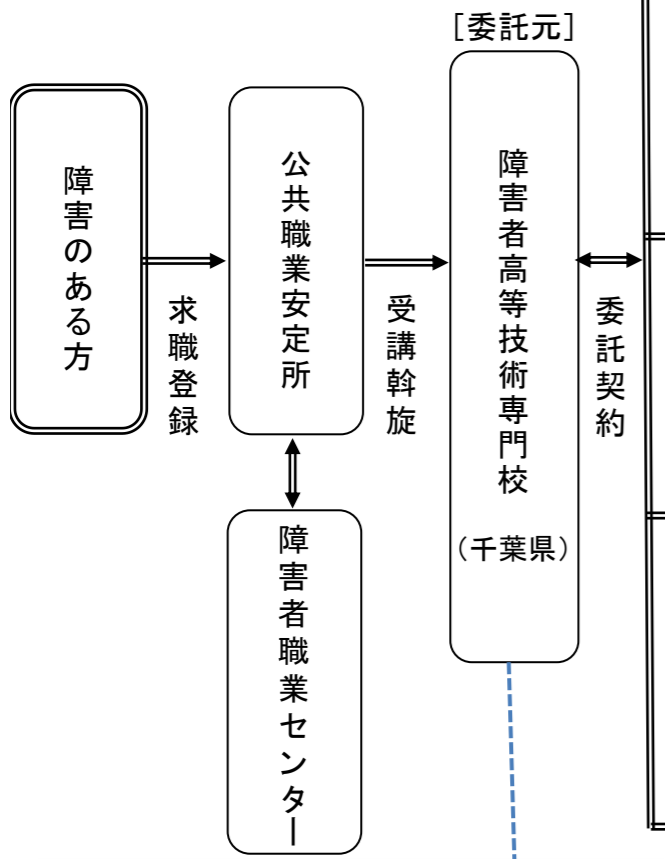 ［委託元］
障害のある方
求職登録
公共職業安定所
受講斡旋
障害者高等技術専門校
（千葉県）
委託契約
障害者職業センター